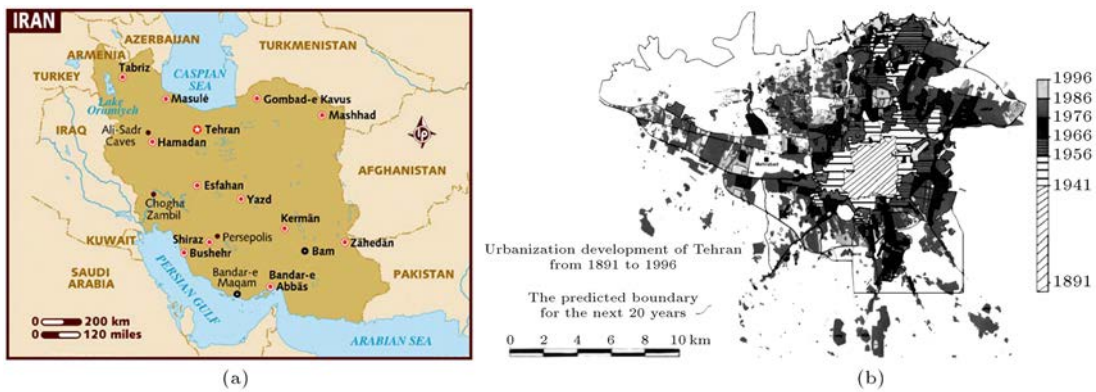 IRAN
AZERBAIJAN
ARMENIA
TURKMENISTAN
TURKEY
Tabriz
CASPIAN
SEA
Lake
Orumiyeh
Masulé
Gombad-e Kavus
Mashhad
IRAQ
Ali-Sadr
Caves
Tehran
Hamadan
AFGHANISTAN
Esfahan
Yazd
Chogha
Zambil
Kermān
KUWAIT
Shiraz
Persepolis
Zāhedān
Bushehr
Bam
SAUDI
ARABIA
Bandar-e
Maqam
Bandar-e
Abbās
PAKISTAN
PERSIAN GULF
0 200 km
0 120 miles
ARABIAN SEA
(a)
1996
1986
1976
1966
1956
1941
1891
Mehrabad
Urbanization development of Tehran
from 1891 to 1996
The predicted boundary
for the next 20 years
0 2 4 6 8 10 km
(b)